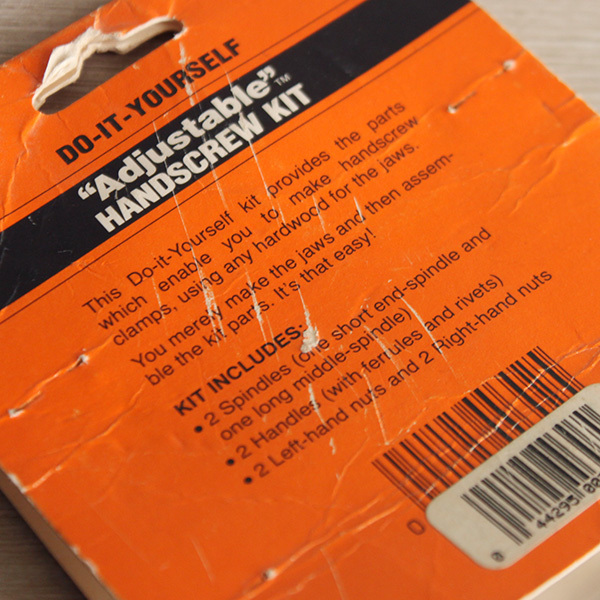 DO-IT-YOURSELF
“Adjustable”™
HANDSCREW KIT
This Do-it-Yourself kit provides the parts
which enable you to make handscrew
clamps, using any hardwood for the jaws.
You merely make the jaws and then assem-
ble the kit parts. It's that easy!
KIT INCLUDES:
• 2 Spindles (one short end-spindle and
one long middle-spindle)
• 2 Handles (with ferrules and rivets)
• 2 Left-hand nuts and 2 Right-hand nuts
0
0 44295